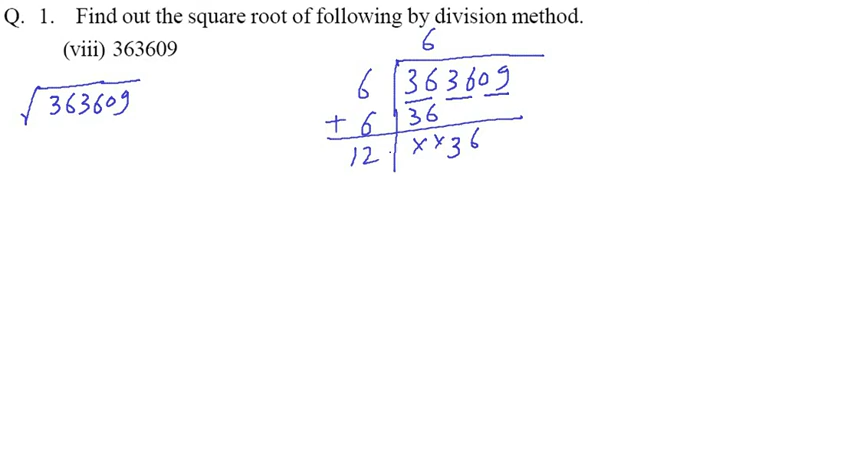 Q. 1. Find out the square root of following by division method.
(viii) 363609
6
√363609
6 363609
+ 6 36
12 ××36